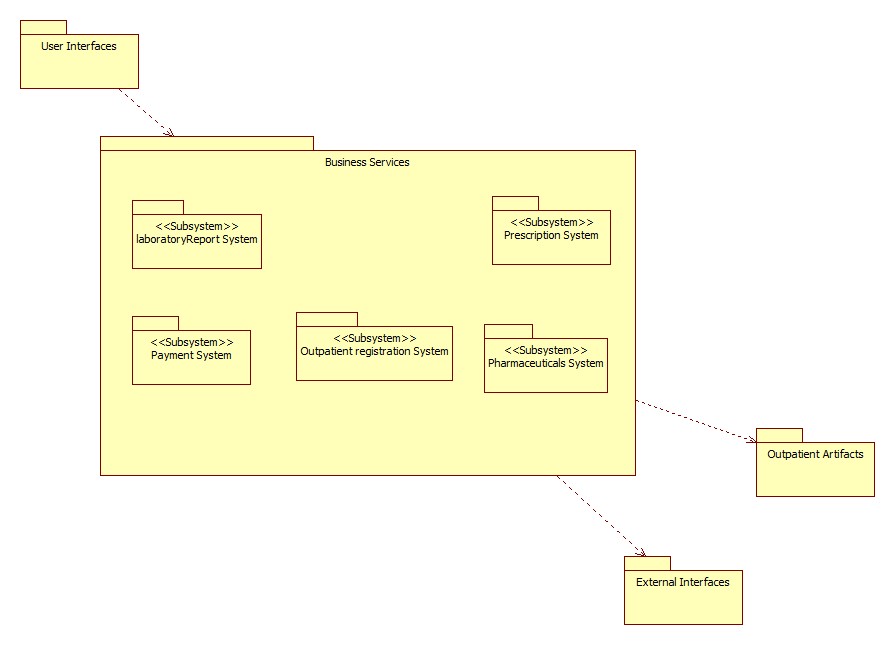 User Interfaces
Business Services
<<Subsystem>>
laboratoryReport System
<<Subsystem>>
Prescription System
<<Subsystem>>
Payment System
<<Subsystem>>
Outpatient registration System
<<Subsystem>>
Pharmaceuticals System
Outpatient Artifacts
External Interfaces